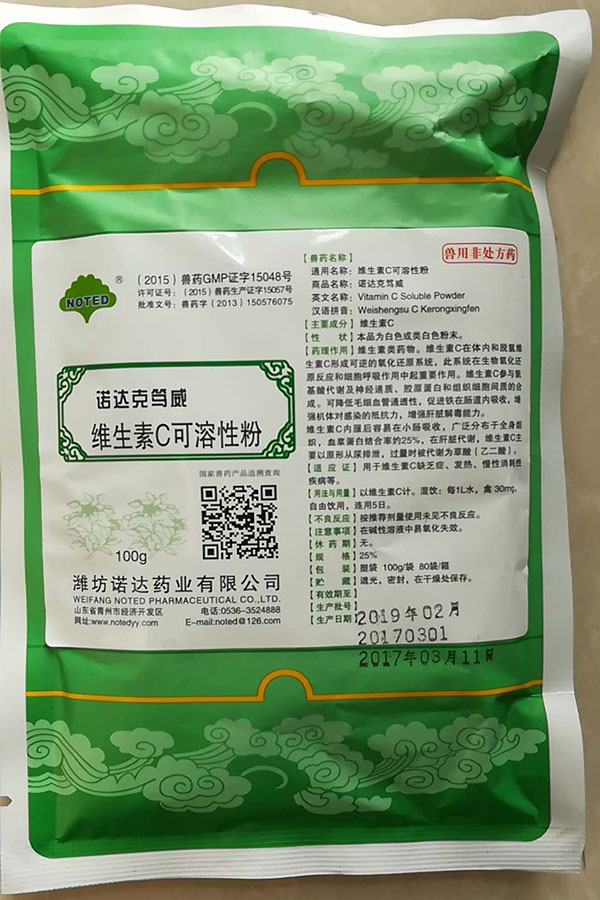 NOTED
®
(2015)兽药GMP证字15048号
许可证号：(2015)兽药生产证字15057号
批准文号：兽药字(2013)150576075
诺达克笃威
维生素C可溶性粉
国家兽药产品追溯查询
100g
潍坊诺达药业有限公司
WEIFANG NOTED PHARMACEUTICAL CO.,LTD.
山东省青州市经济开发区 电话:0536-3524888
网址:www.notedyy.com E-mail:noted@126.com
兽用非处方药
【兽药名称】
通用名称：维生素C可溶性粉
商品名称：诺达克笃威
英文名称：Vitamin C Soluble Powder
汉语拼音：Weishengsu C Kerongxingfen
【主要成分】维生素C
【性 状】本品为白色或类白色粉末。
【药理作用】维生素类药物。维生素C在体内和脱氢维
生素C形成可逆的氧化还原系统，此系统在生物氧化还
原反应和细胞呼吸作用中起重要作用。维生素C参与氨
基酸代谢及神经递质、胶原蛋白和组织细胞间质的合
成。可降低毛细血管通透性，促进铁在肠道内吸收，增
强机体对感染的抵抗力，增强肝脏解毒能力。
维生素C内服后容易在小肠吸收，广泛分布于全身组
织，血浆蛋白结合率约25%，在肝脏代谢，维生素C主
要以原形从尿排泄，过量时被代谢为草酸（乙二酸）。
【适应证】用于维生素C缺乏症、发热、慢性消耗性
疾病等。
【用法与用量】以维生素C计。混饮：每1L水，禽30mg，
自由饮用，连用5日。
【不良反应】按推荐剂量使用未见不良反应。
【注意事项】在碱性溶液中易氧化失效。
【休药期】无。
【规 格】25%
【包 装】塑袋 100g/袋 80袋/箱
【贮 藏】遮光，密封，在干燥处保存。
【有效期至】2019年02月
【生产批号】20170301
【生产日期】2017年03月11日